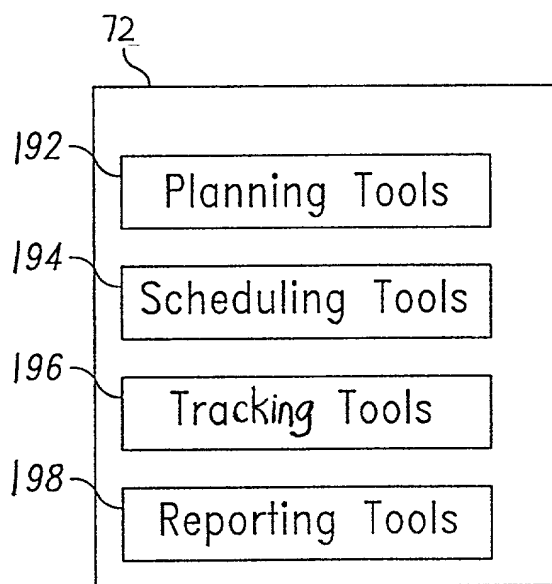 72
192
Planning Tools
194
Scheduling Tools
196
Tracking Tools
198
Reporting Tools